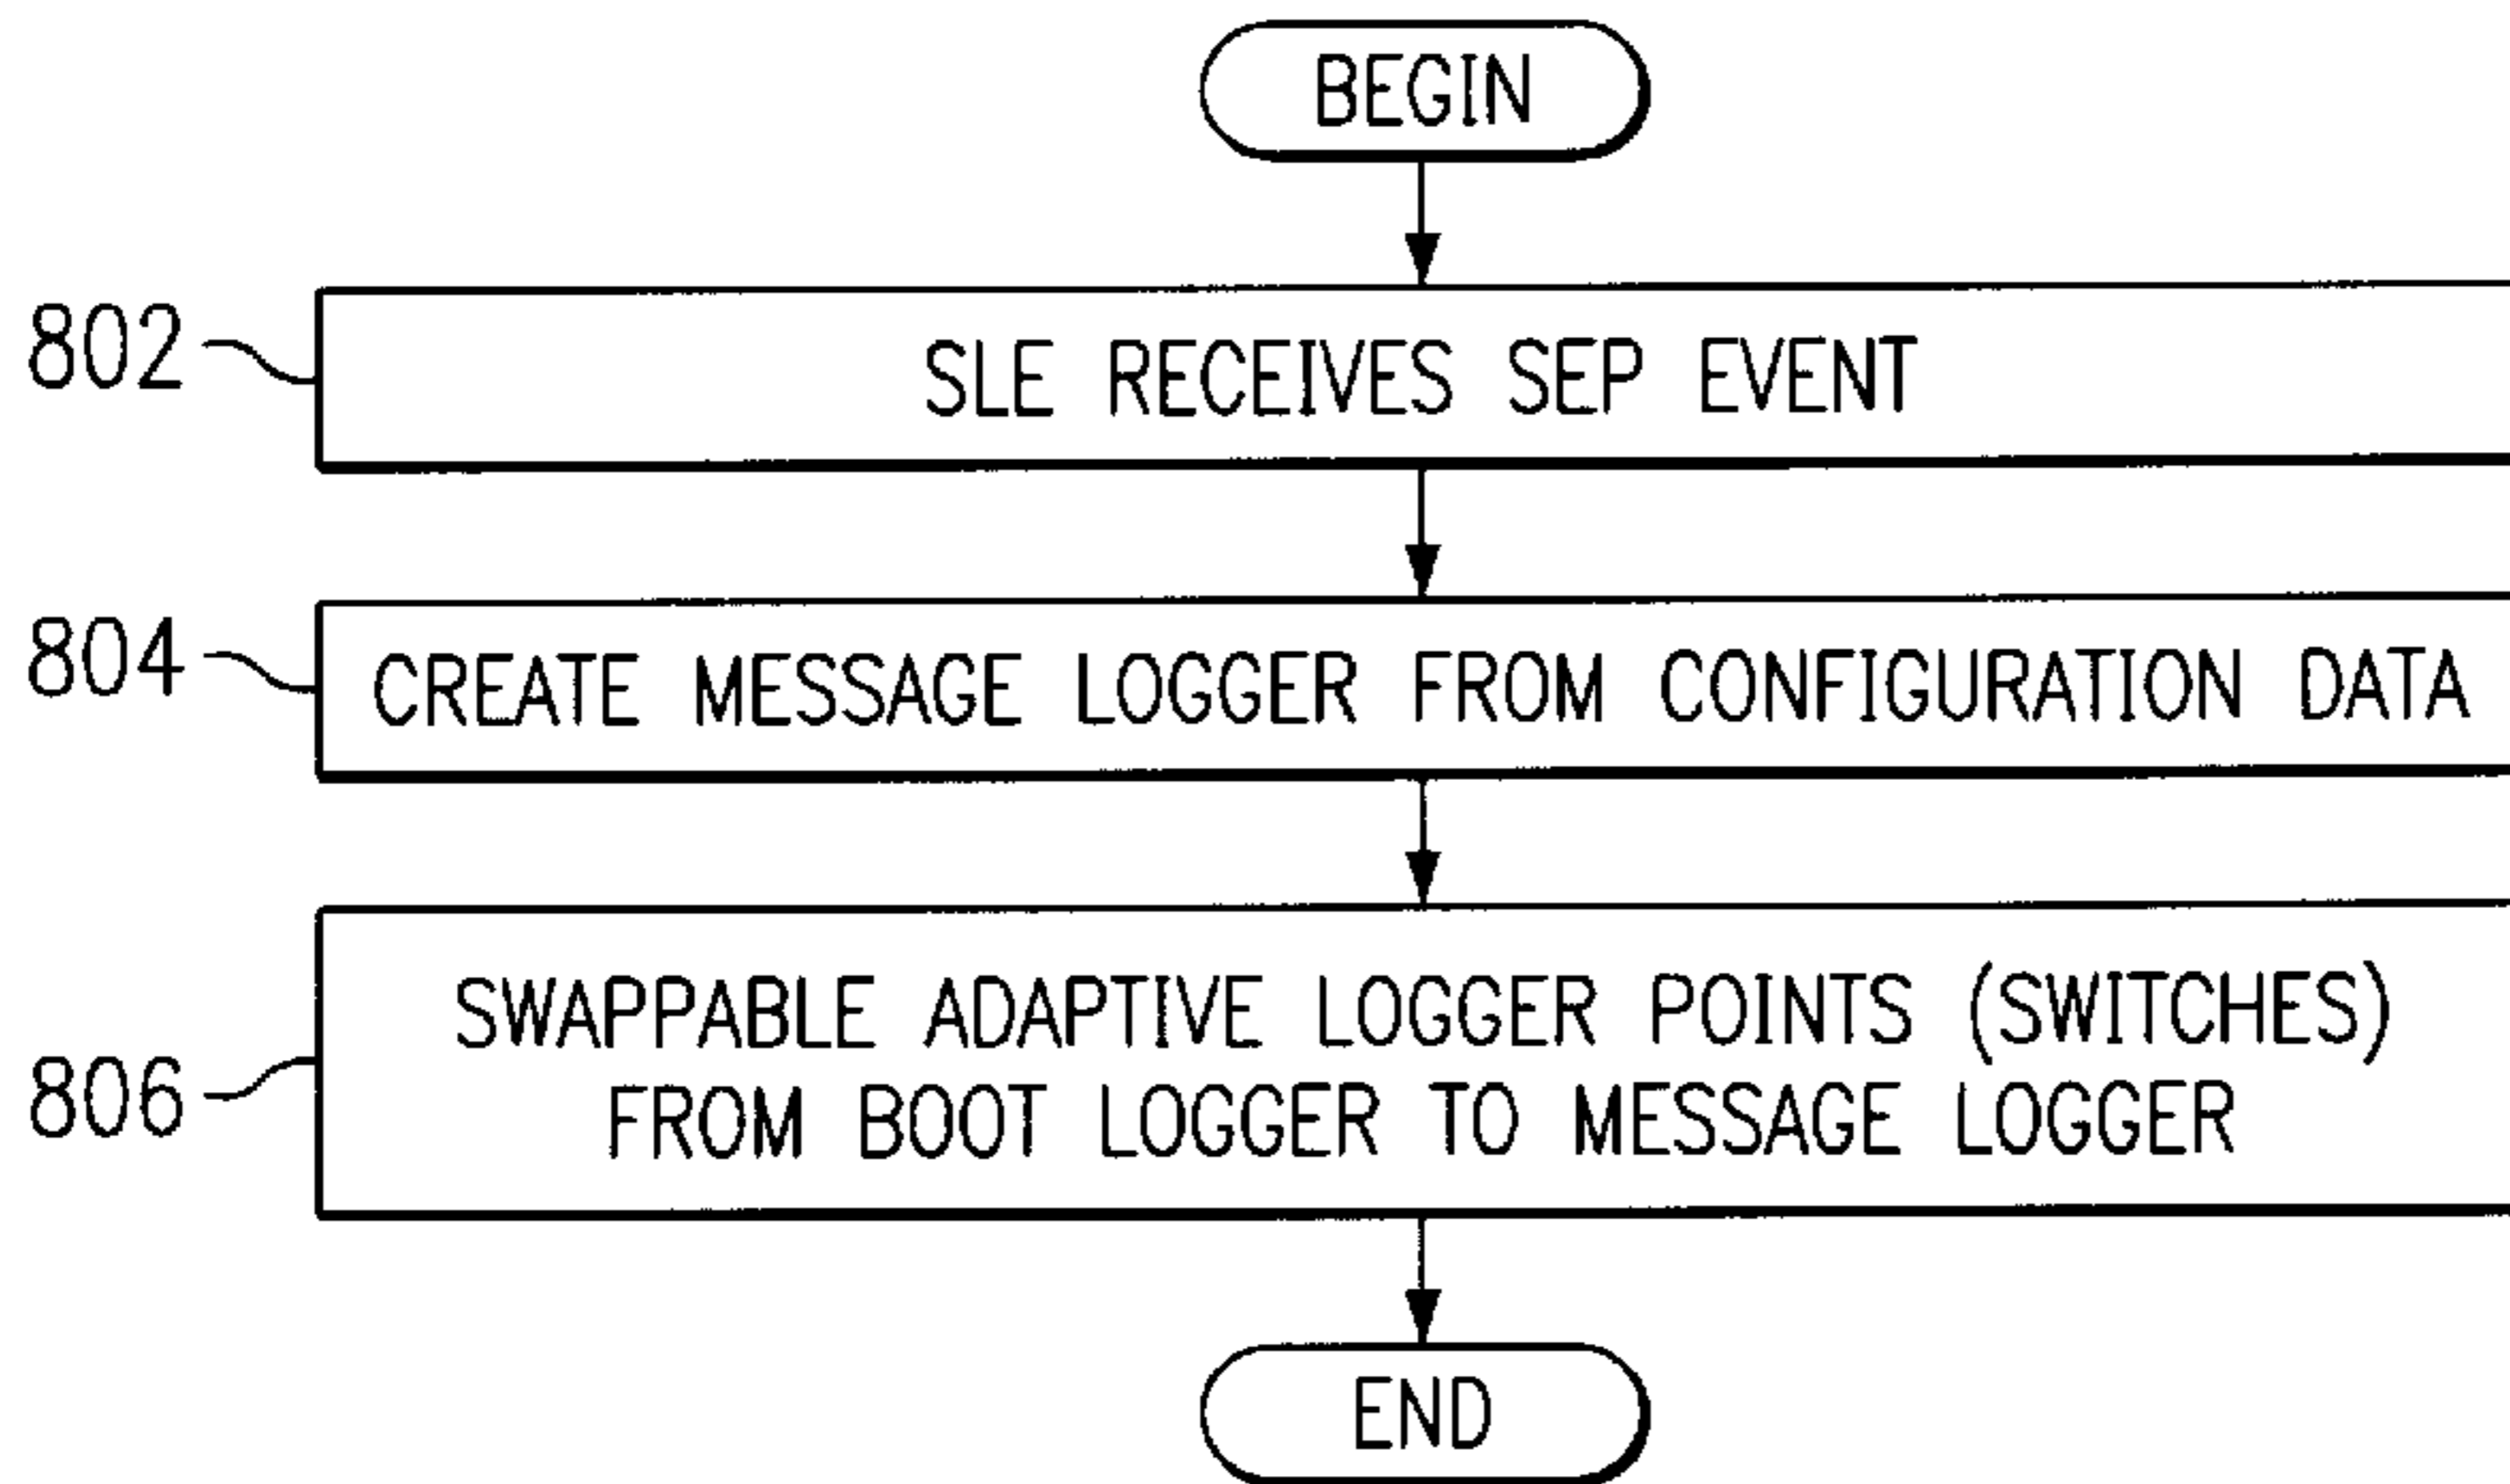 BEGIN
802
SLE RECEIVES SEP EVENT
804
CREATE MESSAGE LOGGER FROM CONFIGURATION DATA
SWAPPABLE ADAPTIVE LOGGER POINTS (SWITCHES)
806
FROM BOOT LOGGER TO MESSAGE LOGGER
END